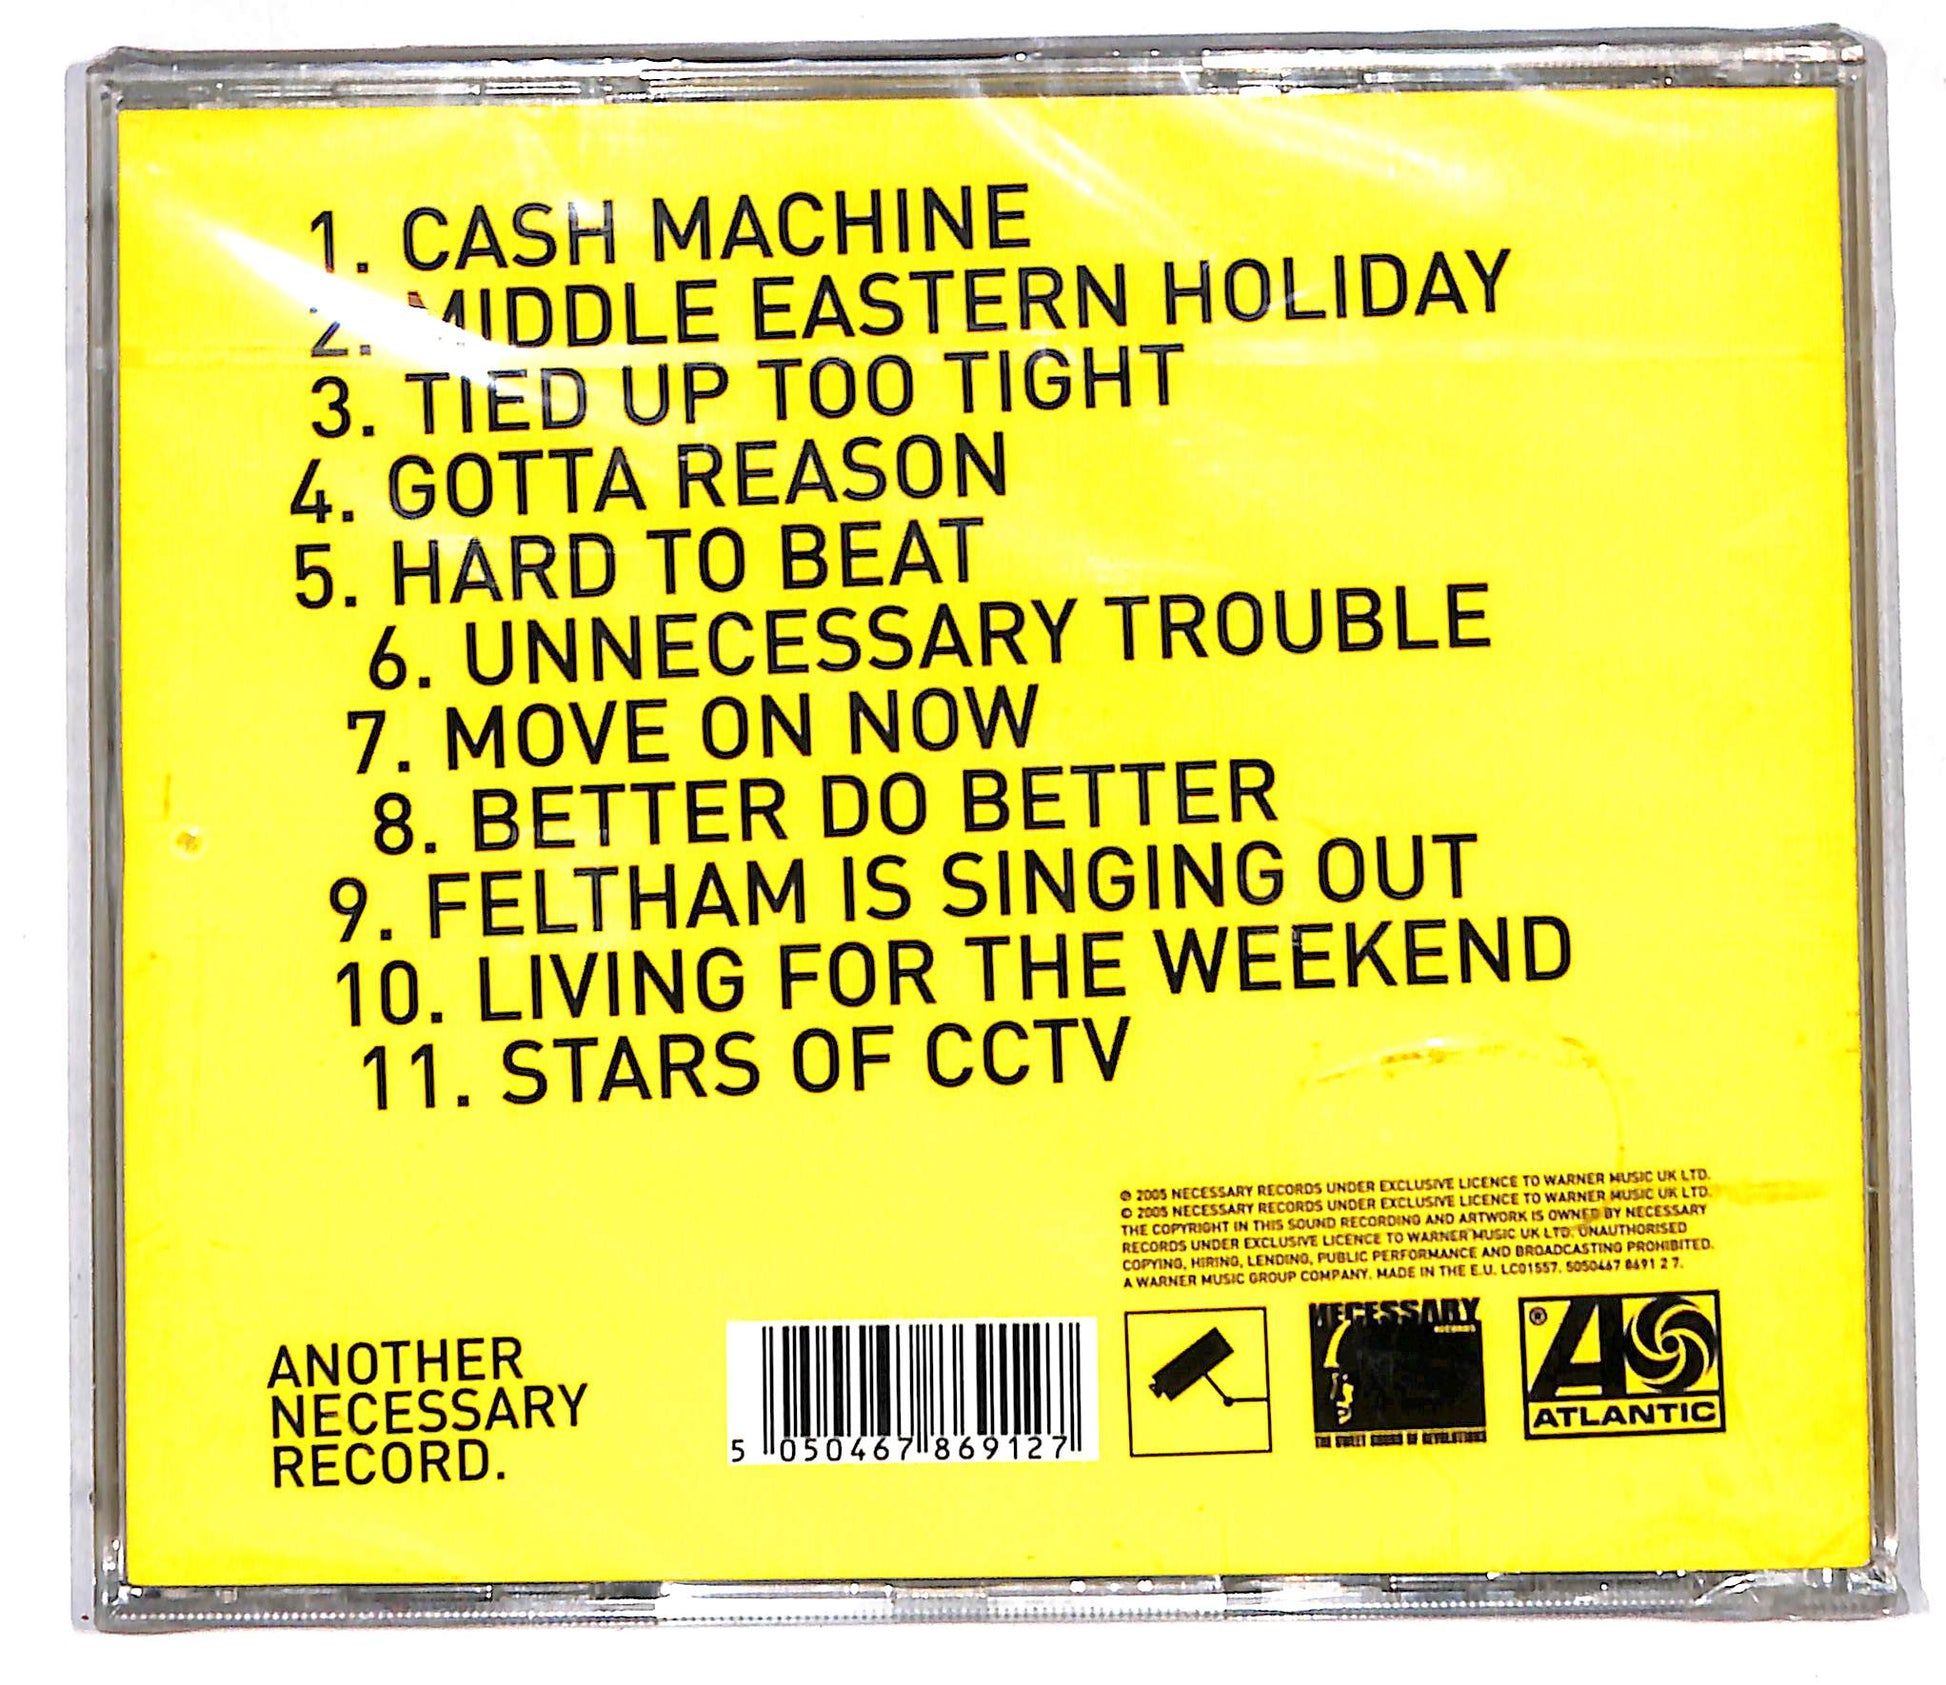 1. CASH MACHINE
2. MIDDLE EASTERN HOLIDAY
3. TIED UP TOO TIGHT
4. GOTTA REASON
5. HARD TO BEAT
6. UNNECESSARY TROUBLE
7. MOVE ON NOW
8. BETTER DO BETTER
9. FELTHAM IS SINGING OUT
10. LIVING FOR THE WEEKEND
11. STARS OF CCTV
℗ 2005 NECESSARY RECORDS UNDER EXCLUSIVE LICENCE TO WARNER MUSIC UK LTD.
© 2005 NECESSARY RECORDS UNDER EXCLUSIVE LICENCE TO WARNER MUSIC UK LTD.
THE COPYRIGHT IN THIS SOUND RECORDING AND ARTWORK IS OWNED BY NECESSARY
RECORDS UNDER EXCLUSIVE LICENCE TO WARNER MUSIC UK LTD. UNAUTHORISED
COPYING, HIRING, LENDING, PUBLIC PERFORMANCE AND BROADCASTING PROHIBITED.
A WARNER MUSIC GROUP COMPANY. MADE IN THE E.U. LC01557. 5050467 8691 2 7.
ANOTHER
NECESSARY
RECORD.
5 050467 869127
NECESSARY
RECORDS
THE SWEET SOUND OF REVOLUTIONS
® A
ATLANTIC